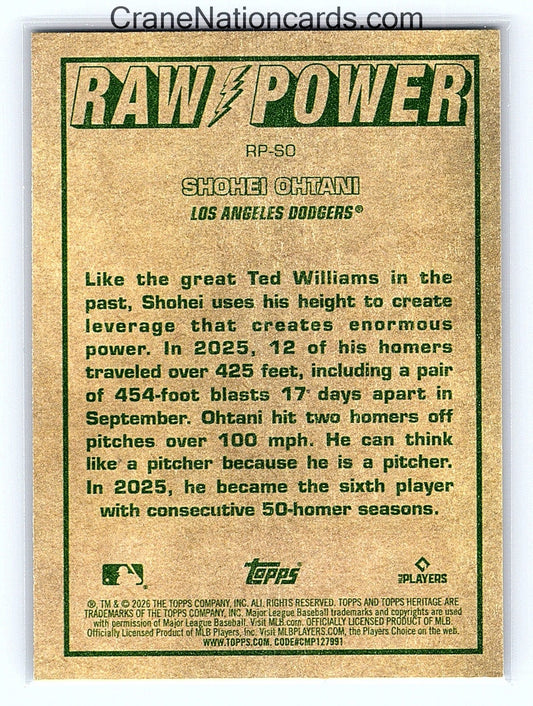 CraneNationcards.com
RAW POWER
RP-SO
SHOHEI OHTANI
LOS ANGELES DODGERS®
Like the great Ted Williams in the
past, Shohei uses his height to create
leverage that creates enormous
power. In 2025, 12 of his homers
traveled over 425 feet, including a pair
of 454-foot blasts 17 days apart in
September. Ohtani hit two homers off
pitches over 100 mph. He can think
like a pitcher because he is a pitcher.
In 2025, he became the sixth player
with consecutive 50-homer seasons.
Topps
MLB PLAYERS
®, TM & © 2026 THE TOPPS COMPANY, INC. ALL RIGHTS RESERVED. TOPPS AND TOPPS HERITAGE ARE
TRADEMARKS OF THE TOPPS COMPANY, INC. Major League Baseball trademarks and copyrights are used
with permission of Major League Baseball. Visit MLB.com. OFFICIALLY LICENSED PRODUCT OF MLB.
Officially Licensed Product of MLB Players, Inc. Visit MLBPLAYERS.COM, the Players Choice on the web.
WWW.TOPPS.COM. CODE#CMP127991